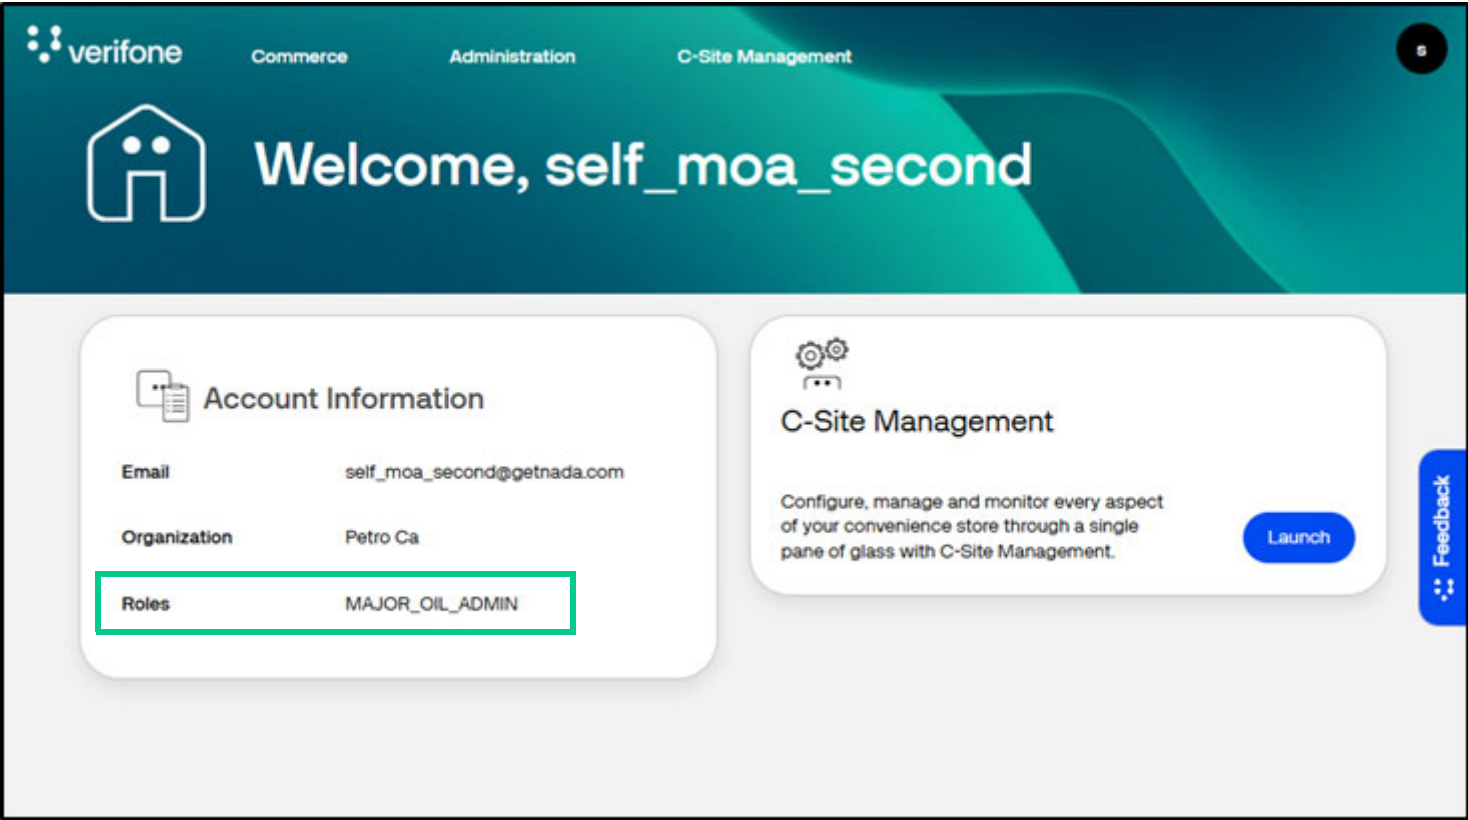 verifone
Commerce
Administration
C-Site Management
s
Welcome, self_moa_second
Account Information
Email self_moa_second@getnada.com
Organization Petro Ca
Roles MAJOR_OIL_ADMIN
C-Site Management
Configure, manage and monitor every aspect
of your convenience store through a single
pane of glass with C-Site Management.
Launch
Feedback